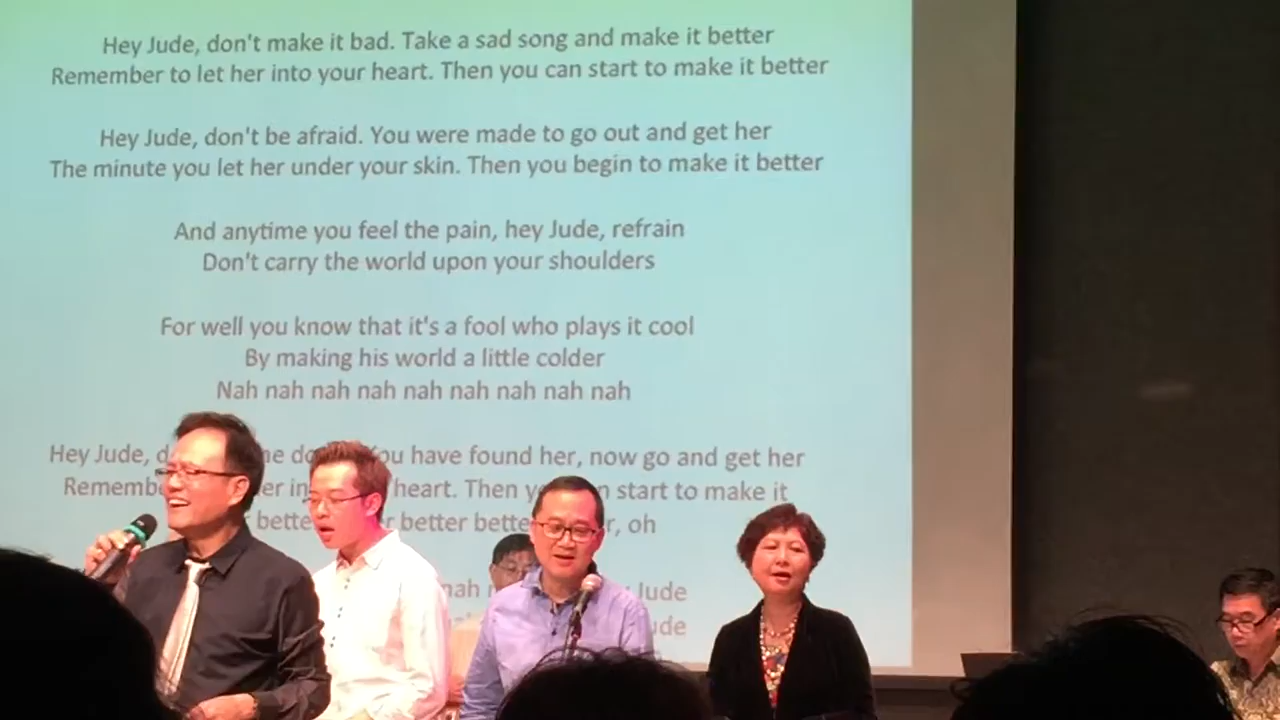 Hey Jude, don't make it bad. Take a sad song and make it better
Remember to let her into your heart. Then you can start to make it better
Hey Jude, don't be afraid. You were made to go out and get her
The minute you let her under your skin. Then you begin to make it better
And anytime you feel the pain, hey Jude, refrain
Don't carry the world upon your shoulders
For well you know that it's a fool who plays it cool
By making his world a little colder
Nah nah nah nah nah nah nah nah nah
Hey Jude, have found her, now go and get her
heart. Then start to make it
better, oh
nah Jude